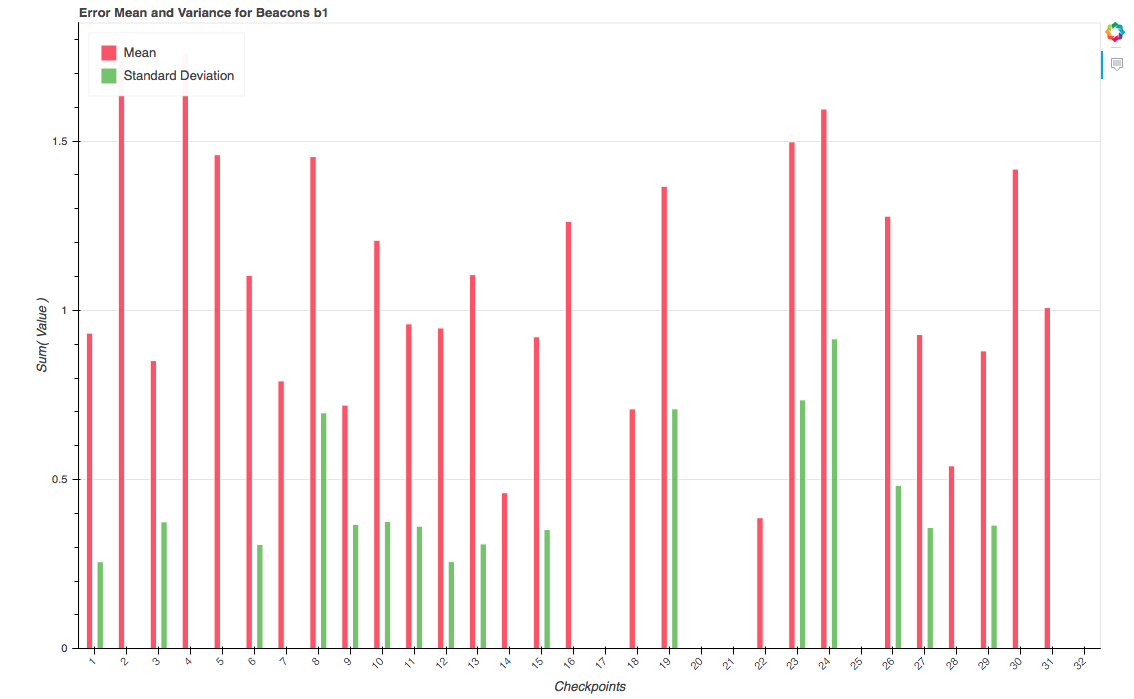 Error Mean and Variance for Beacons b1
Mean
Standard Deviation
1.5
1
0.5
0
Sum( Value )
1 2 3 4 5 6 7 8 9 10 11 12 13 14 15 16 17 18 19 20 21 22 23 24 25 26 27 28 29 30 31 32
Checkpoints